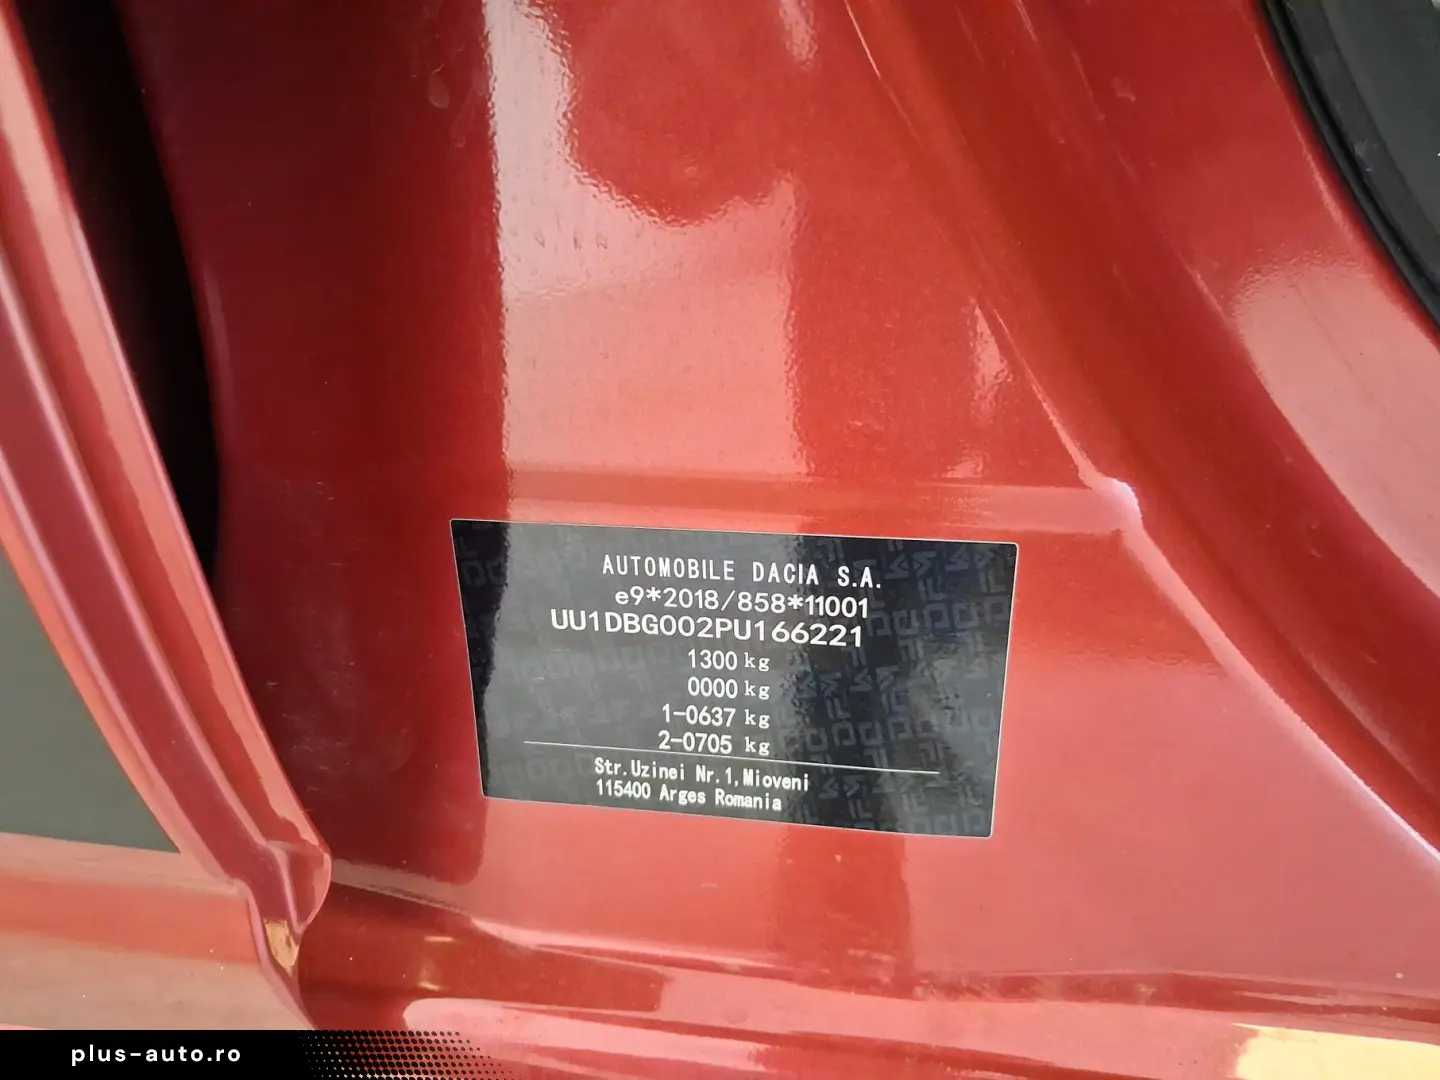 AUTOMOBILE DACIA S.A.
e9*2018/858*11001
UU1DBG002PU166221
1300 kg
0000 kg
1-0637 kg
2-0705 kg
Str.Uzinei Nr.1,Mioveni
115400 Arges Romania
plus-auto.ro